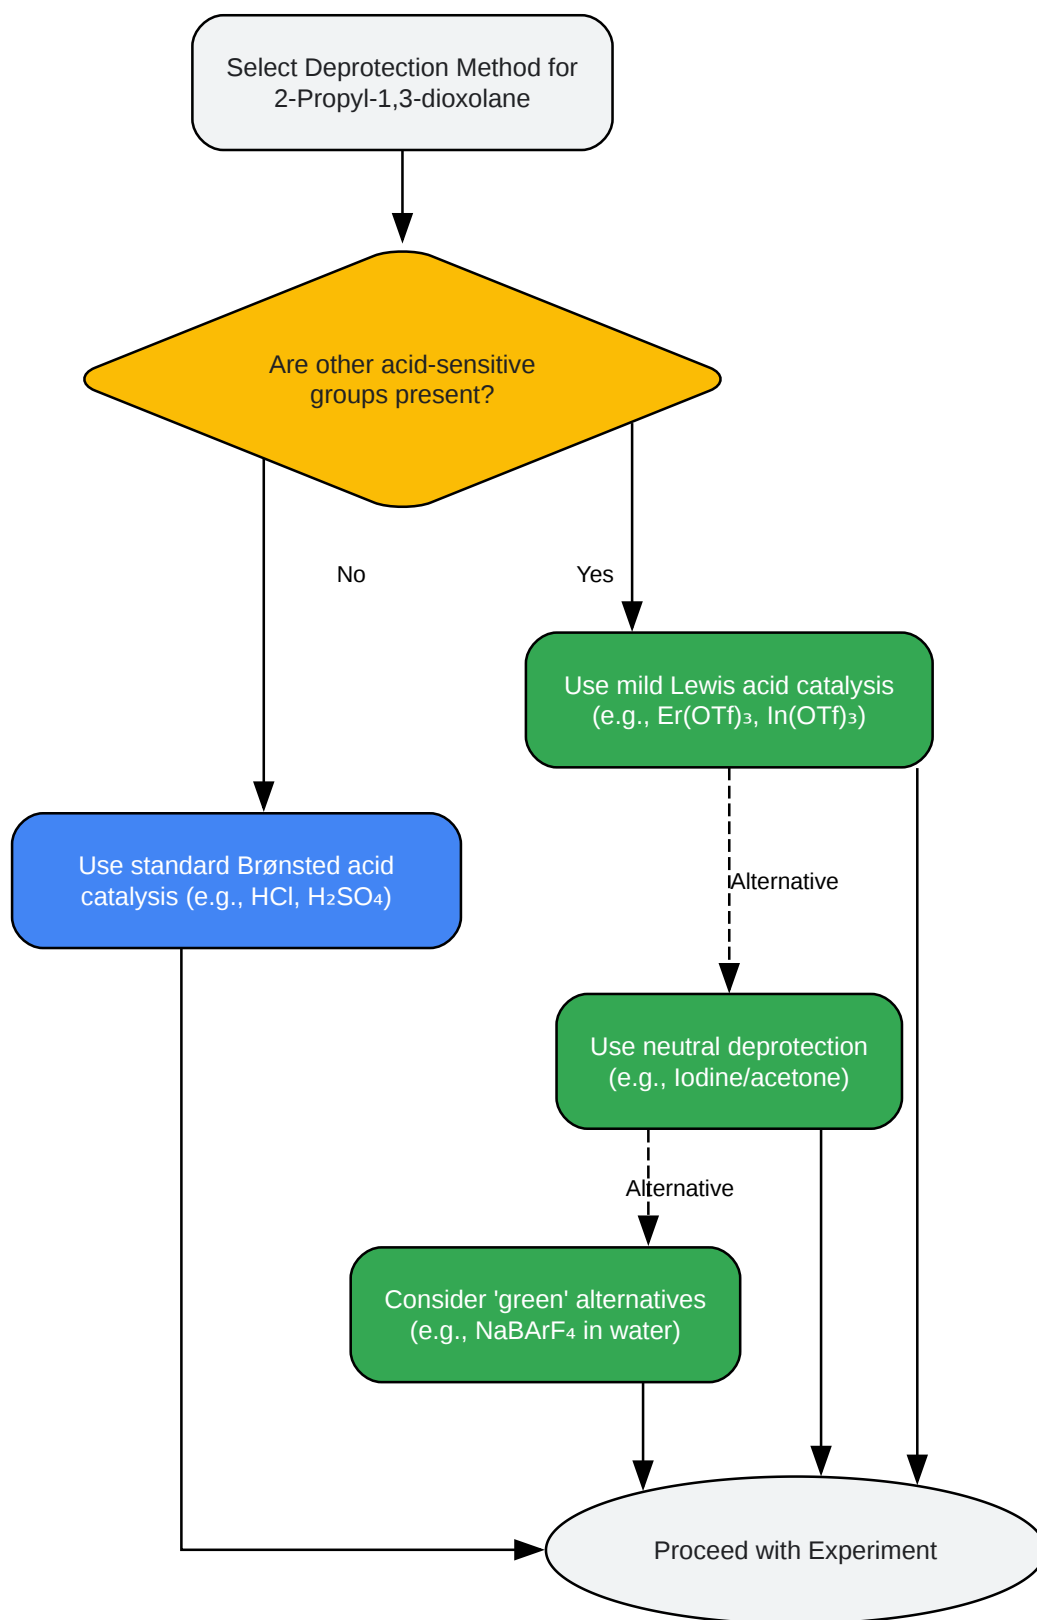 Select Deprotection Method for
2-Propyl-1,3-dioxolane
Are other acid-sensitive
groups present?
No
Yes
Use mild Lewis acid catalysis
(e.g., Er(OTf)₃, In(OTf)₃)
Use standard Brønsted acid
catalysis (e.g., HCl, H₂SO₄)
Alternative
Use neutral deprotection
(e.g., Iodine/acetone)
Alternative
Consider 'green' alternatives
(e.g., NaBArF₄ in water)
Proceed with Experiment